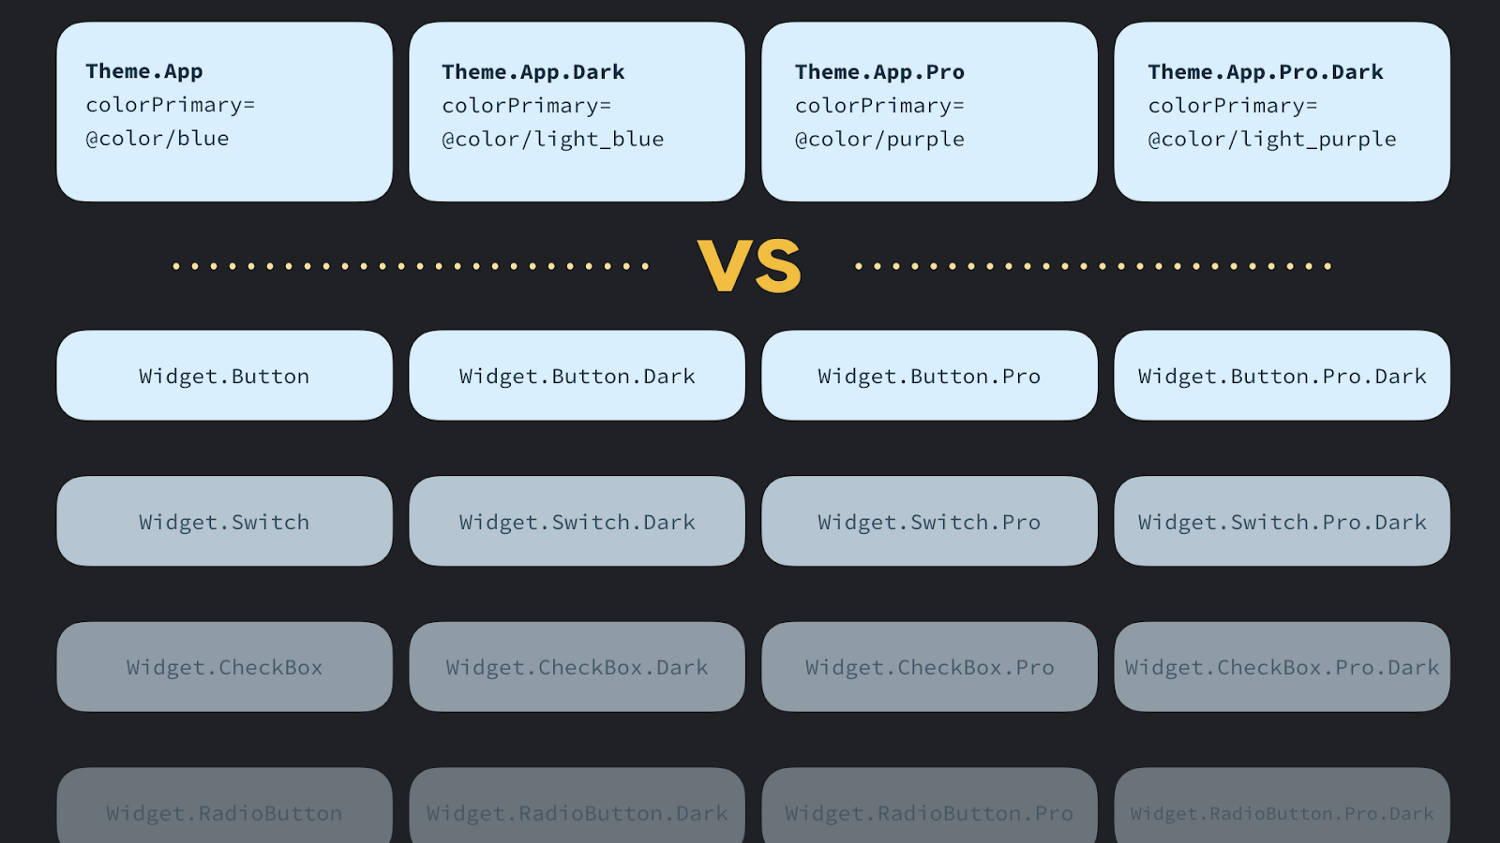 Theme.App
colorPrimary=
@color/blue
Theme.App.Dark
colorPrimary=
@color/light_blue
Theme.App.Pro
colorPrimary=
@color/purple
Theme.App.Pro.Dark
colorPrimary=
@color/light_purple
VS
Widget.Button
Widget.Button.Dark
Widget.Button.Pro
Widget.Button.Pro.Dark
Widget.Switch
Widget.Switch.Dark
Widget.Switch.Pro
Widget.Switch.Pro.Dark
Widget.CheckBox
Widget.CheckBox.Dark
Widget.CheckBox.Pro
Widget.CheckBox.Pro.Dark
Widget.RadioButton
Widget.RadioButton.Dark
Widget.RadioButton.Pro
Widget.RadioButton.Pro.Dark